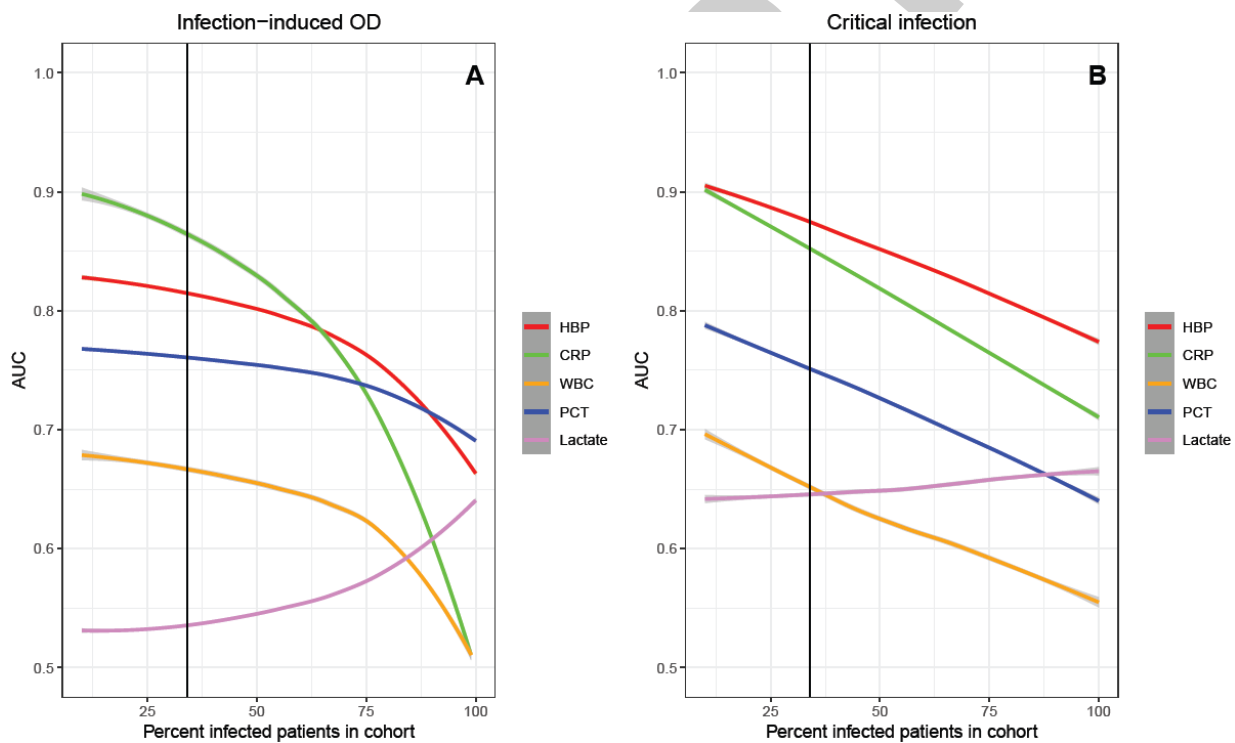 Infection-induced OD
A
AUC
1.0
0.9
0.8
0.7
0.6
0.5
25
50
75
100
Percent infected patients in cohort
HBP
CRP
WBC
PCT
Lactate
Critical infection
B
AUC
1.0
0.9
0.8
0.7
0.6
0.5
25
50
75
100
Percent infected patients in cohort
HBP
CRP
WBC
PCT
Lactate